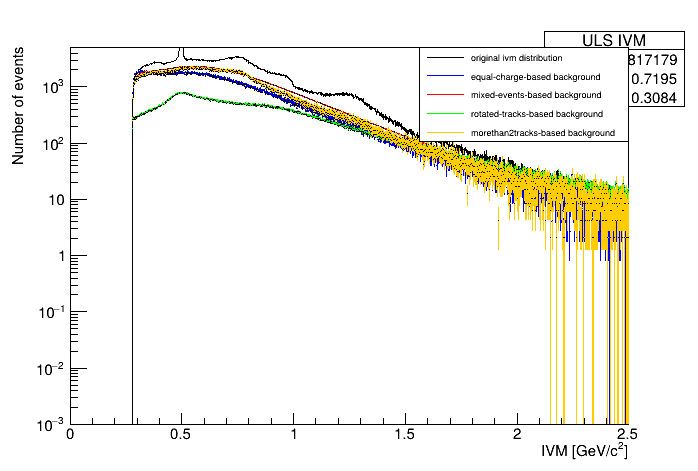 ULS IVM
817179
0.7195
0.3084
original ivm distribution
equal-charge-based background
mixed-events-based background
rotated-tracks-based background
morethan2tracks-based background
Number of events
10³
10²
10
1
10⁻¹
10⁻²
10⁻³
0 0.5 1 1.5 2 2.5
IVM [GeV/c²]